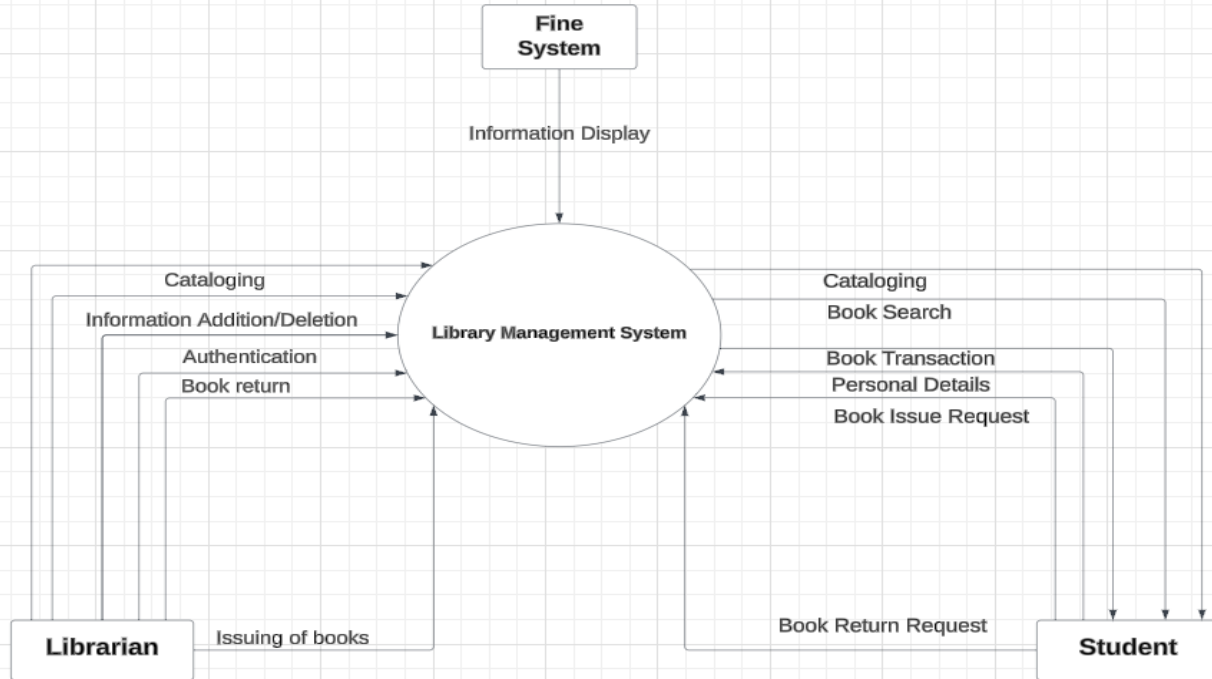 Fine
System
Information Display
Cataloging
Information Addition/Deletion
Authentication
Book return
Library Management System
Cataloging
Book Search
Book Transaction
Personal Details
Book Issue Request
Librarian
Issuing of books
Book Return Request
Student